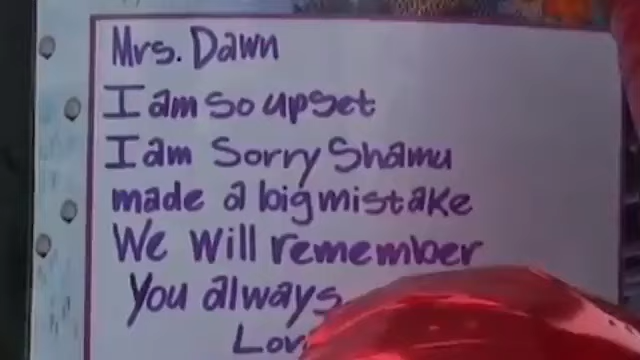 Mrs. Dawn
I am so upset
I am Sorry Shamu
made a big mistake
We Will remember
You always